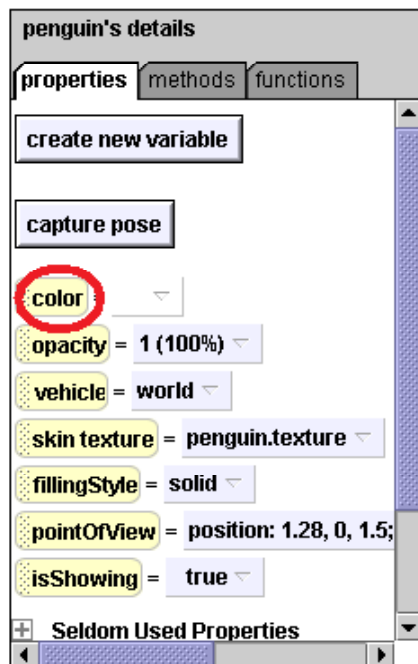 penguin's details
properties methods functions
create new variable
capture pose
color =
opacity = 1 (100%)
vehicle = world
skin texture = penguin.texture
fillingStyle = solid
pointOfView = position: 1.28, 0, 1.5;
isShowing = true
Seldom Used Properties